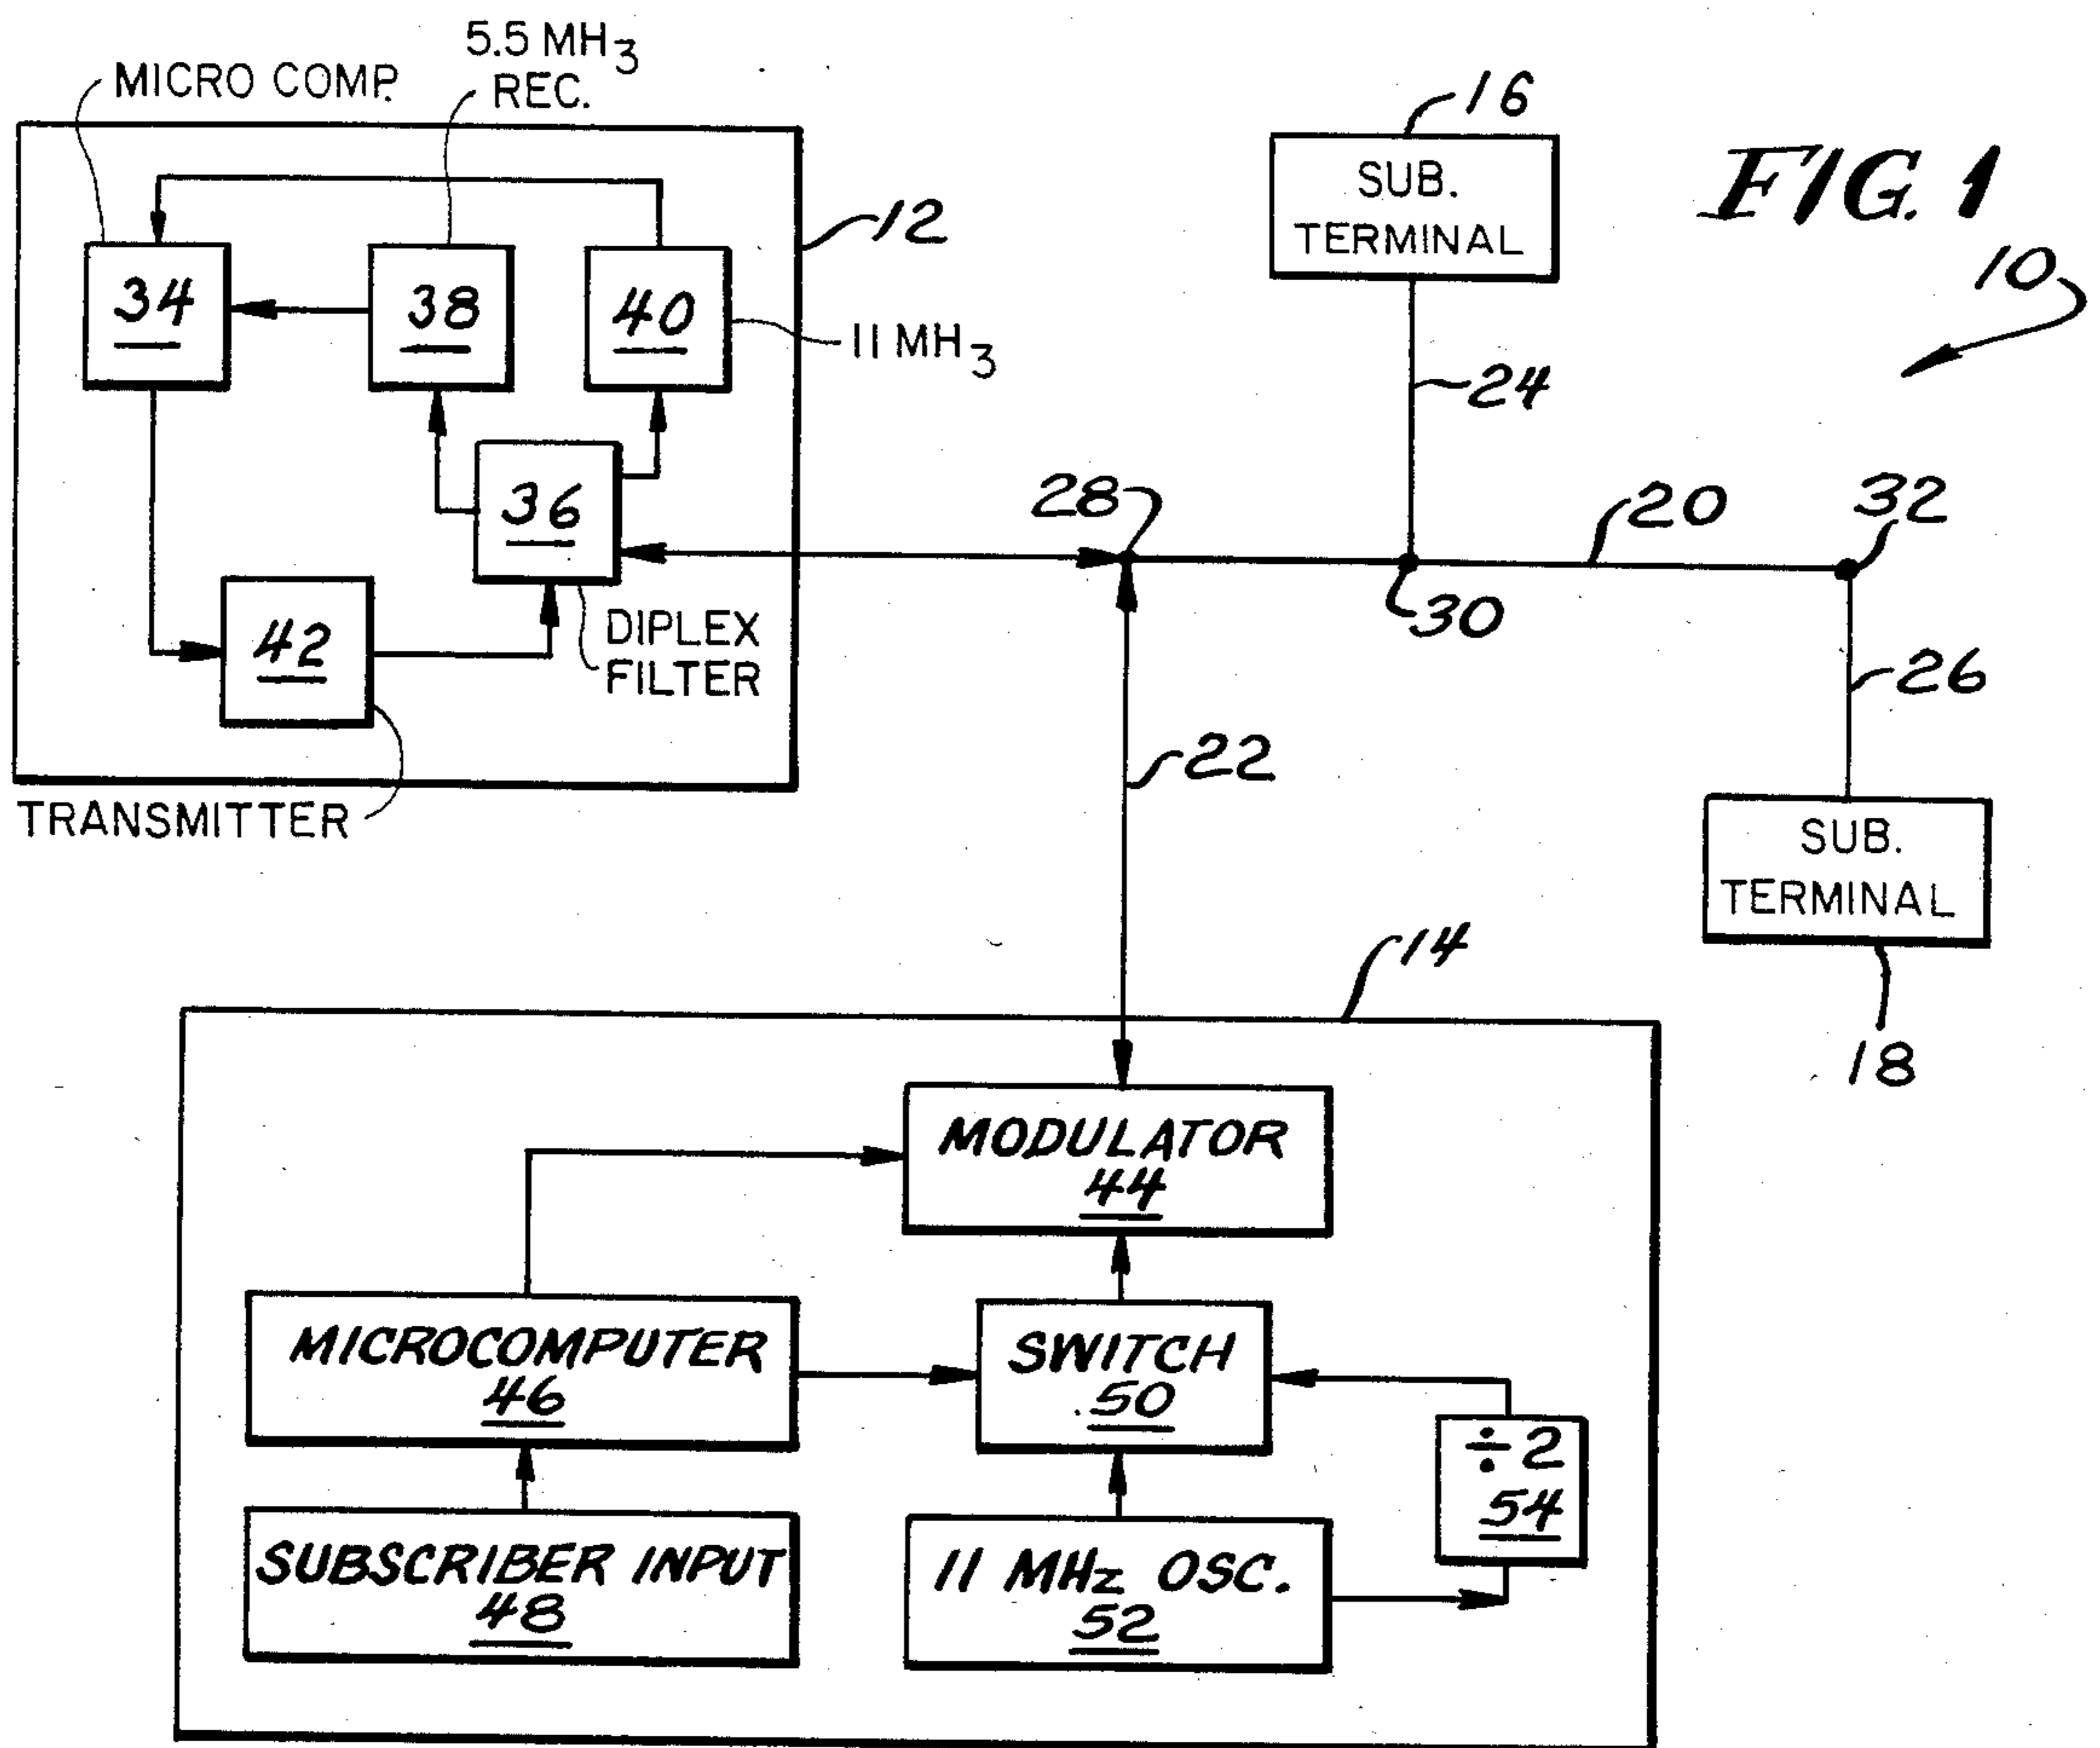 5.5 MH3
MICRO COMP.
REC.
16
SUB.
TERMINAL
FIG. 1
12
10
34
38
40
11 MH3
24
36
28
20
32
30
42
DIPLEX
FILTER
26
22
TRANSMITTER
SUB.
TERMINAL
14
18
MODULATOR
44
MICROCOMPUTER
46
SWITCH
50
÷2
54
SUBSCRIBER INPUT
48
11 MHz OSC.
52